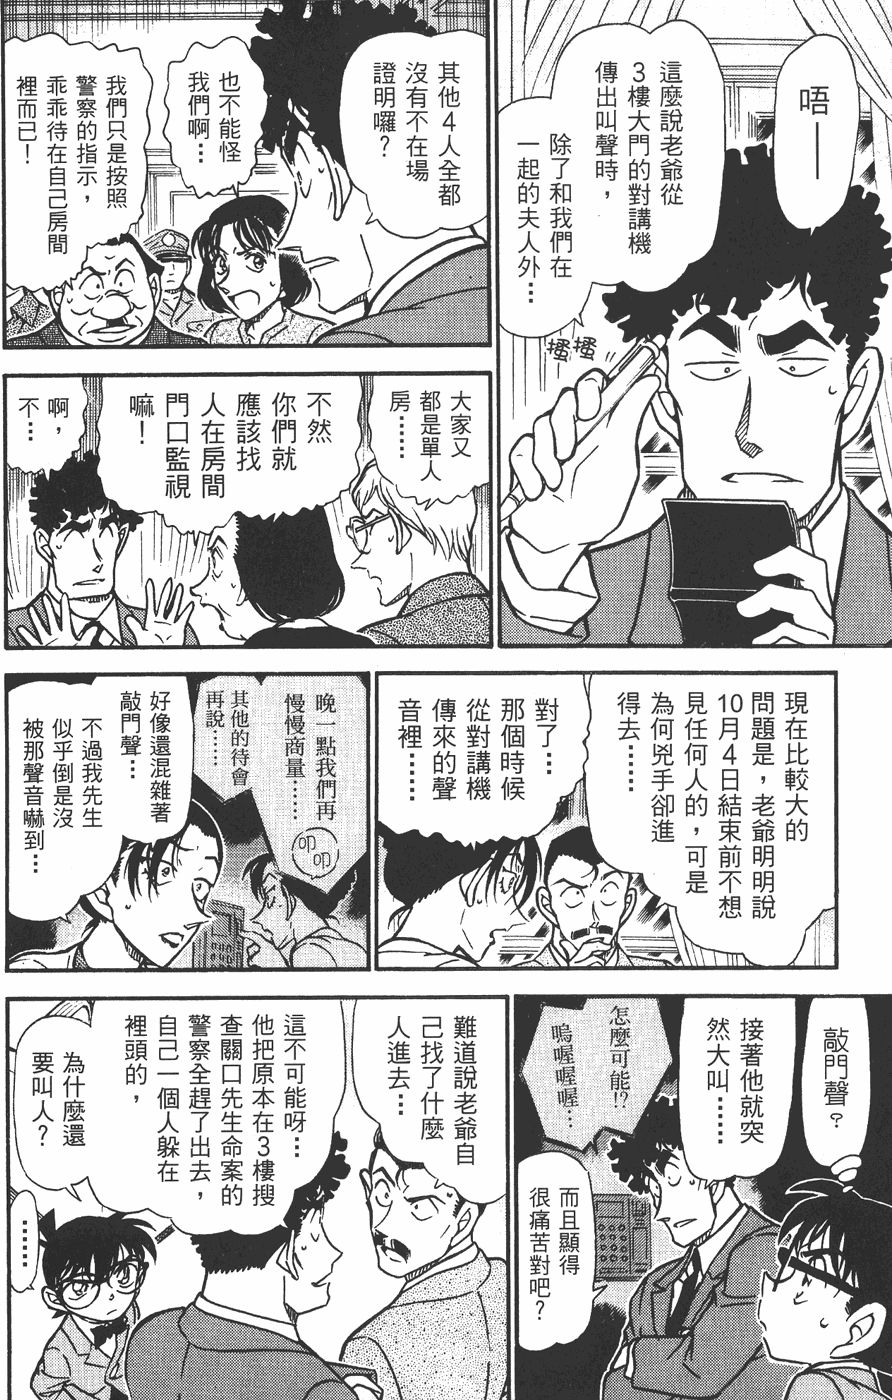 唔——
這麼說老爺從
3樓大門的對講機
傳出叫聲時，
除了和我們在
一起的夫人外…
搔搔
其他4人全都
沒有不在場
證明囉？
也不能怪
我們啊…
我們只是按照
警察的指示，
乖乖待在自己房間
裡而已！
大家又
都是單人
房……
不然
你們就
應該找
人在房間
門口監視
嘛！
啊，
不…
現在比較大的
問題是，老爺明明說
10月4日結束前不想
見任何人的，可是
為何兇手卻進
得去……
對了…
那個時候
從對講機
傳來的聲
音裡……
晚一點我們再
慢慢商量……
叩叩
其他的待會
再說……
好像還混雜著
敲門聲…
不過我先生
似乎倒是沒
被那聲音嚇到…
敲門聲？
接著他就突
然大叫……
怎麼可能!?
嗚喔喔喔…
而且顯得
很痛苦對吧？
難道說老爺自
己找了什麼
人進去…
這不可能呀…
他把原本在3樓搜
查關口先生命案的
警察全趕了出去，
自己一個人躲在
裡頭的，
為什麼還
要叫人？
……